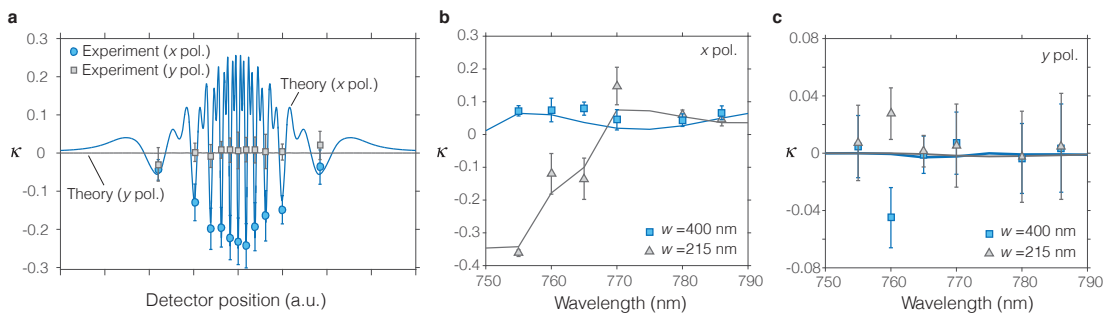 a
0.3
0.2
0.1
0
-0.1
-0.2
-0.3
κ
Experiment (x pol.)
Experiment (y pol.)
Theory (x pol.)
Theory (y pol.)
Detector position (a.u.)
b
0.3
0.2
0.1
0
-0.1
-0.2
-0.3
-0.4
κ
x pol.
w =400 nm
w =215 nm
750 760 770 780 790
Wavelength (nm)
c
0.08
0.04
0
-0.04
-0.08
κ
y pol.
w =400 nm
w =215 nm
750 760 770 780 790
Wavelength (nm)